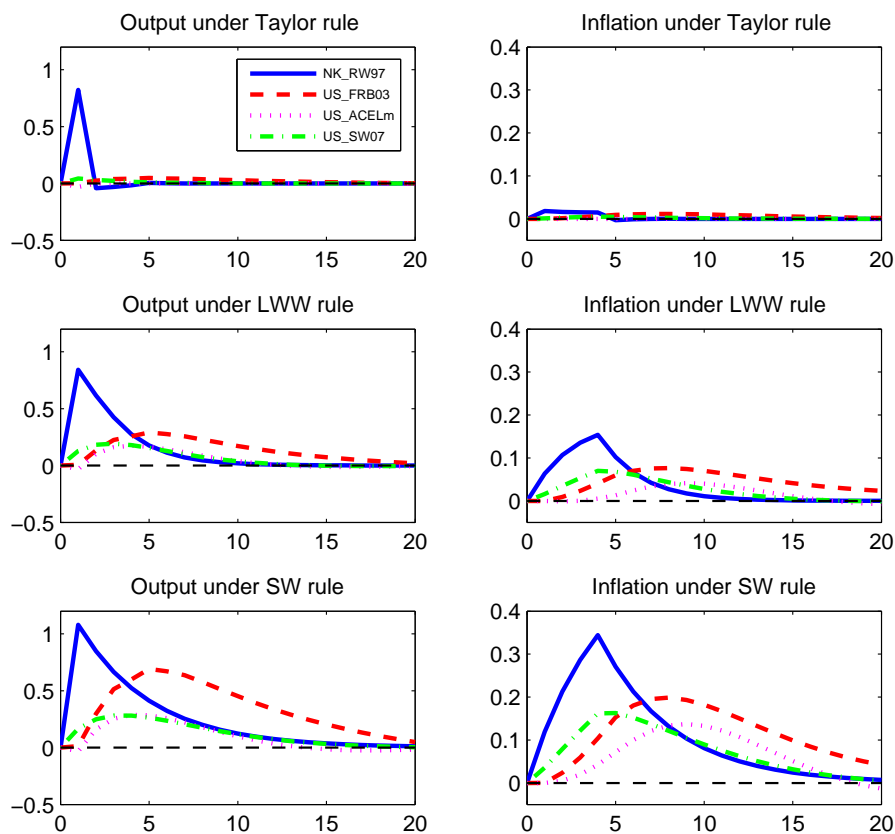 Output under Taylor rule
1
0.5
0
−0.5
0 5 10 15 20
NK_RW97
US_FRB03
US_ACELm
US_SW07
Inflation under Taylor rule
0.4
0.3
0.2
0.1
0
0 5 10 15 20
Output under LWW rule
1
0.5
0
−0.5
0 5 10 15 20
Inflation under LWW rule
0.4
0.3
0.2
0.1
0
0 5 10 15 20
Output under SW rule
1
0.5
0
−0.5
0 5 10 15 20
Inflation under SW rule
0.4
0.3
0.2
0.1
0
0 5 10 15 20